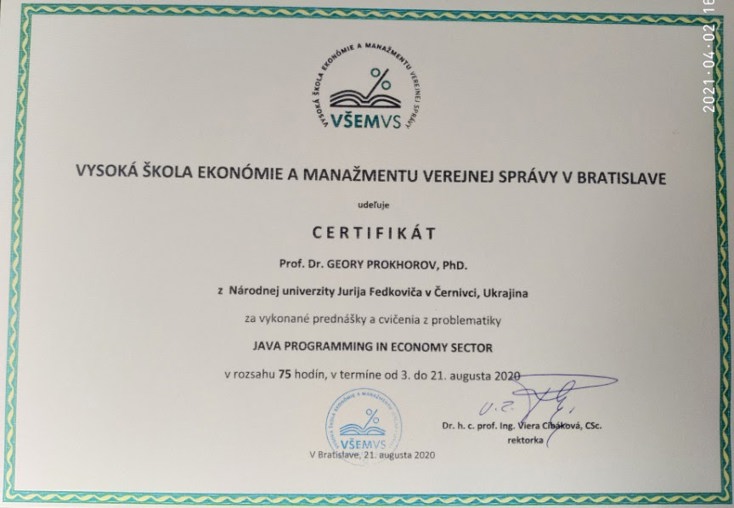 VYSOKÁ ŠKOLA EKONÓMIE A MANAŽMENTU VEREJNEJ SPRÁVY
VŠEMVS
VYSOKÁ ŠKOLA EKONÓMIE A MANAŽMENTU VEREJNEJ SPRÁVY V BRATISLAVE
udeľuje
CERTIFIKÁT
Prof. Dr. GEORY PROKHOROV, PhD.
z Národnej univerzity Jurija Fedkoviča v Černivci, Ukrajina
za vykonané prednášky a cvičenia z problematiky
JAVA PROGRAMMING IN ECONOMY SECTOR
v rozsahu 75 hodín, v termíne od 3. do 21. augusta 2020
VŠEMVS
Dr. h. c. prof. Ing. Viera Cibáková, CSc.
rektorka
V Bratislave, 21. augusta 2020
2021-04-02 16